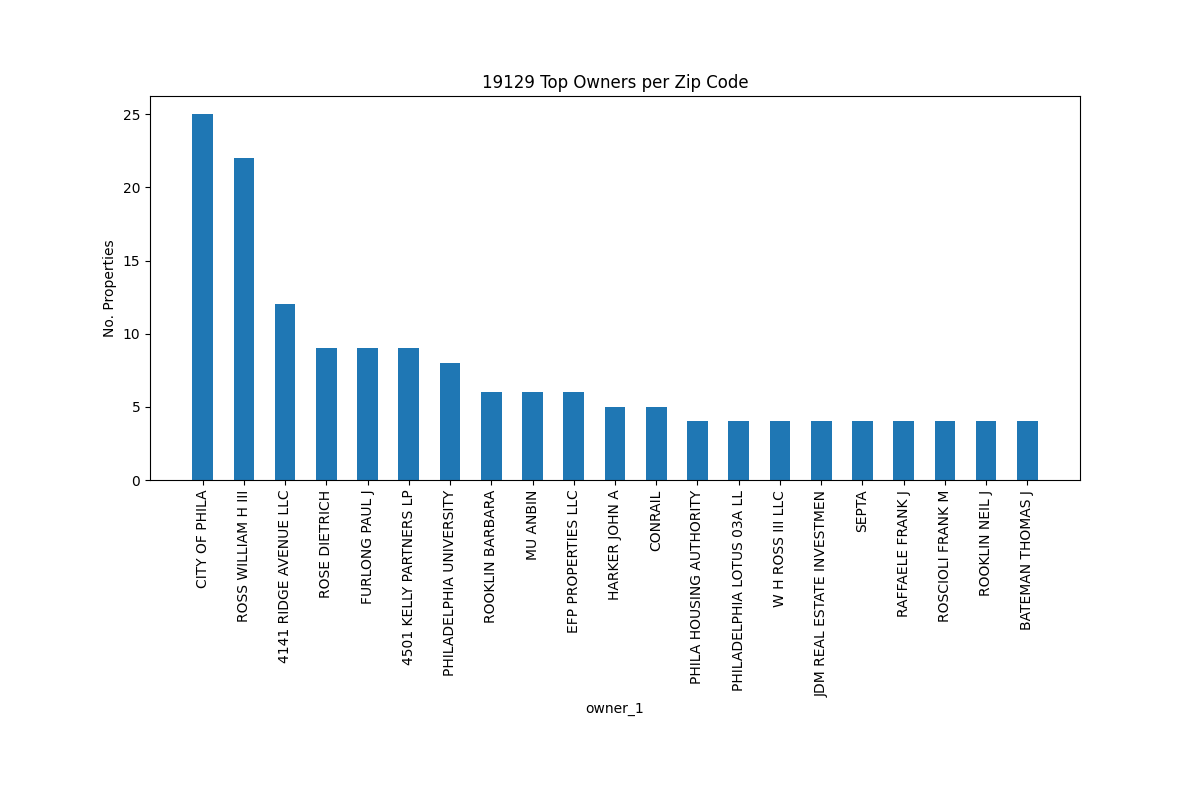 19129 Top Owners per Zip Code
No. Properties
25
20
15
10
5
0
CITY OF PHILA
ROSS WILLIAM H III
4141 RIDGE AVENUE LLC
ROSE DIETRICH
FURLONG PAUL J
4501 KELLY PARTNERS LP
PHILADELPHIA UNIVERSITY
ROOKLIN BARBARA
MU ANBIN
EFP PROPERTIES LLC
HARKER JOHN A
CONRAIL
PHILA HOUSING AUTHORITY
PHILADELPHIA LOTUS 03A LL
W H ROSS III LLC
JDM REAL ESTATE INVESTMEN
SEPTA
RAFFAELE FRANK J
ROSCIOLI FRANK M
ROOKLIN NEIL J
BATEMAN THOMAS J
owner_1